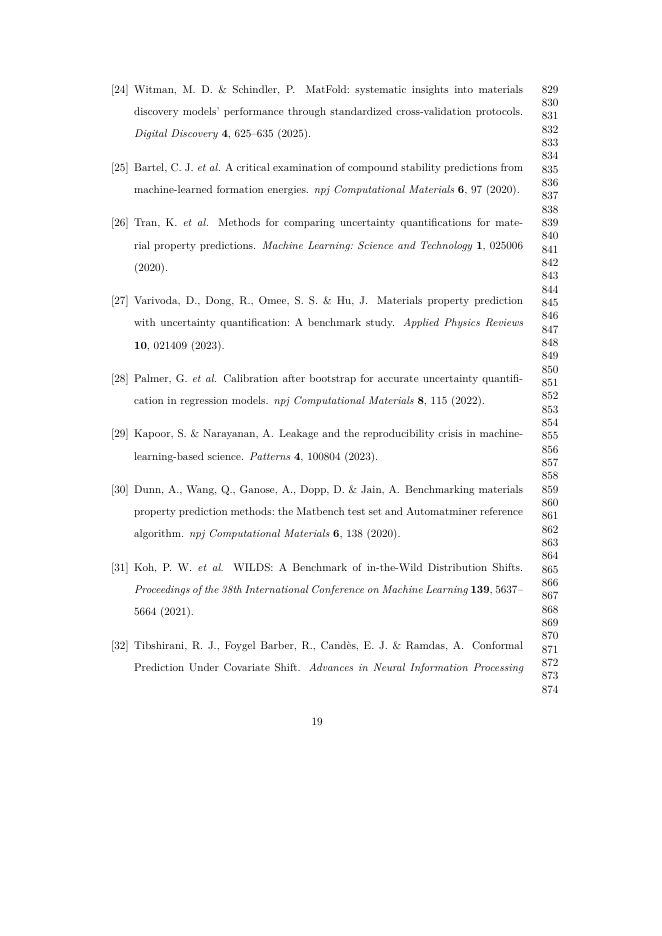 [24] Witman, M. D. & Schindler, P. MatFold: systematic insights into materials
discovery models' performance through standardized cross-validation protocols.
Digital Discovery 4, 625–635 (2025).
[25] Bartel, C. J. et al. A critical examination of compound stability predictions from
machine-learned formation energies. npj Computational Materials 6, 97 (2020).
[26] Tran, K. et al. Methods for comparing uncertainty quantifications for mate-
rial property predictions. Machine Learning: Science and Technology 1, 025006
(2020).
[27] Varivoda, D., Dong, R., Omee, S. S. & Hu, J. Materials property prediction
with uncertainty quantification: A benchmark study. Applied Physics Reviews
10, 021409 (2023).
[28] Palmer, G. et al. Calibration after bootstrap for accurate uncertainty quantifi-
cation in regression models. npj Computational Materials 8, 115 (2022).
[29] Kapoor, S. & Narayanan, A. Leakage and the reproducibility crisis in machine-
learning-based science. Patterns 4, 100804 (2023).
[30] Dunn, A., Wang, Q., Ganose, A., Dopp, D. & Jain, A. Benchmarking materials
property prediction methods: the Matbench test set and Automatminer reference
algorithm. npj Computational Materials 6, 138 (2020).
[31] Koh, P. W. et al. WILDS: A Benchmark of in-the-Wild Distribution Shifts.
Proceedings of the 38th International Conference on Machine Learning 139, 5637–
5664 (2021).
[32] Tibshirani, R. J., Foygel Barber, R., Candès, E. J. & Ramdas, A. Conformal
Prediction Under Covariate Shift. Advances in Neural Information Processing
829
830
831
832
833
834
835
836
837
838
839
840
841
842
843
844
845
846
847
848
849
850
851
852
853
854
855
856
857
858
859
860
861
862
863
864
865
866
867
868
869
870
871
872
873
874
19